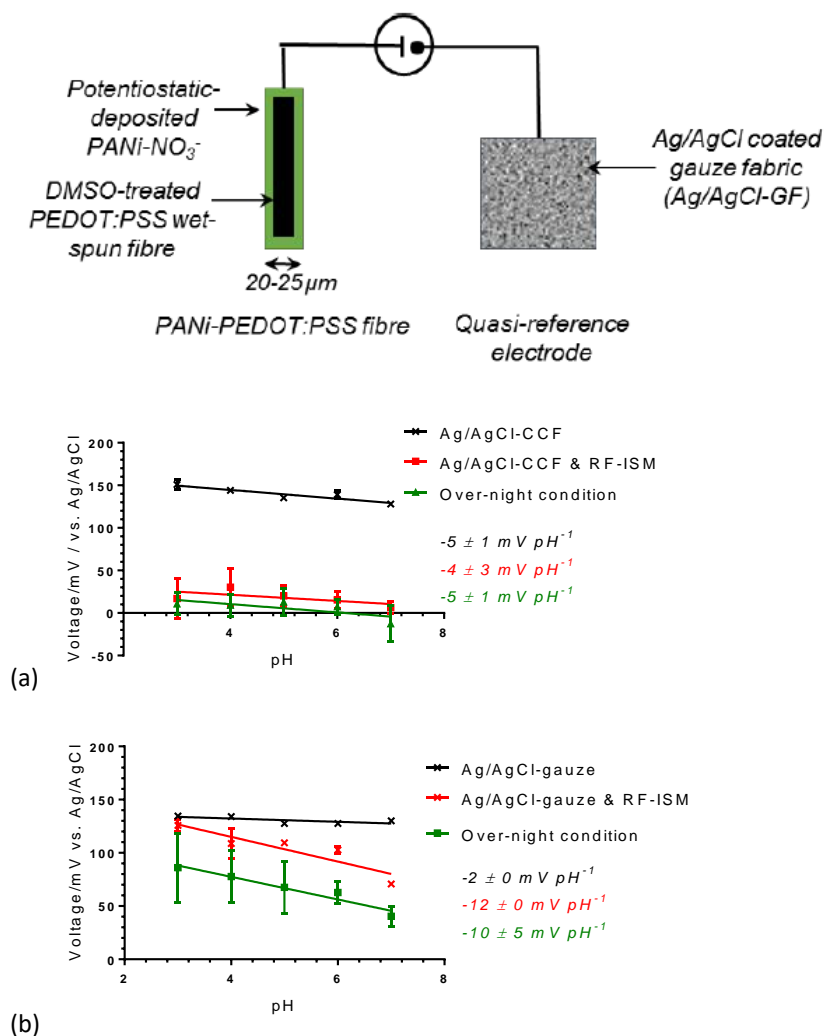 Potentiostatic-
deposited
PANi-NO₃⁻
DMSO-treated
PEDOT:PSS wet-
spun fibre
20-25µm
PANi-PEDOT:PSS fibre
Ag/AgCl coated
gauze fabric
(Ag/AgCl-GF)
Quasi-reference
electrode
Voltage/mV / vs. Ag/AgCl
200
150
100
50
0
-50
4
6
8
pH
Ag/AgCl-CCF
Ag/AgCl-CCF & RF-ISM
Over-night condition
-5 ± 1 mV pH⁻¹
-4 ± 3 mV pH⁻¹
-5 ± 1 mV pH⁻¹
(a)
Voltage/mV vs. Ag/AgCl
200
150
100
50
0
2
4
6
8
pH
Ag/AgCl-gauze
Ag/AgCl-gauze & RF-ISM
Over-night condition
-2 ± 0 mV pH⁻¹
-12 ± 0 mV pH⁻¹
-10 ± 5 mV pH⁻¹
(b)